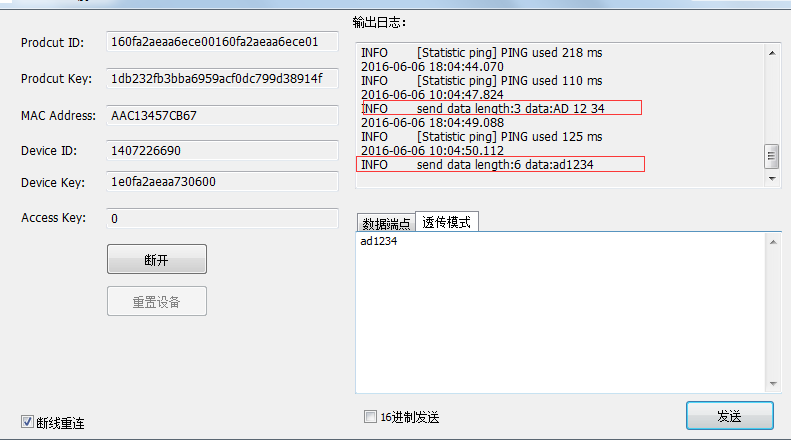 Prodcut ID: 160fa2aeaa6ece00160fa2aeaa6ece01
Prodcut Key: 1db232fb3bba6959acf0dc799d38914f
MAC Address: AAC13457CB67
Device ID: 1407226690
Device Key: 1e0fa2aeaa730600
Access Key: 0
断开
重置设备
断线重连
输出日志:
INFO [Statistic ping] PING used 218 ms
2016-06-06 18:04:44.070
INFO [Statistic ping] PING used 110 ms
2016-06-06 10:04:47.824
INFO send data length:3 data:AD 12 34
2016-06-06 18:04:49.088
INFO [Statistic ping] PING used 125 ms
2016-06-06 10:04:50.112
INFO send data length:6 data:ad1234
数据端点 透传模式
ad1234
16进制发送
发送